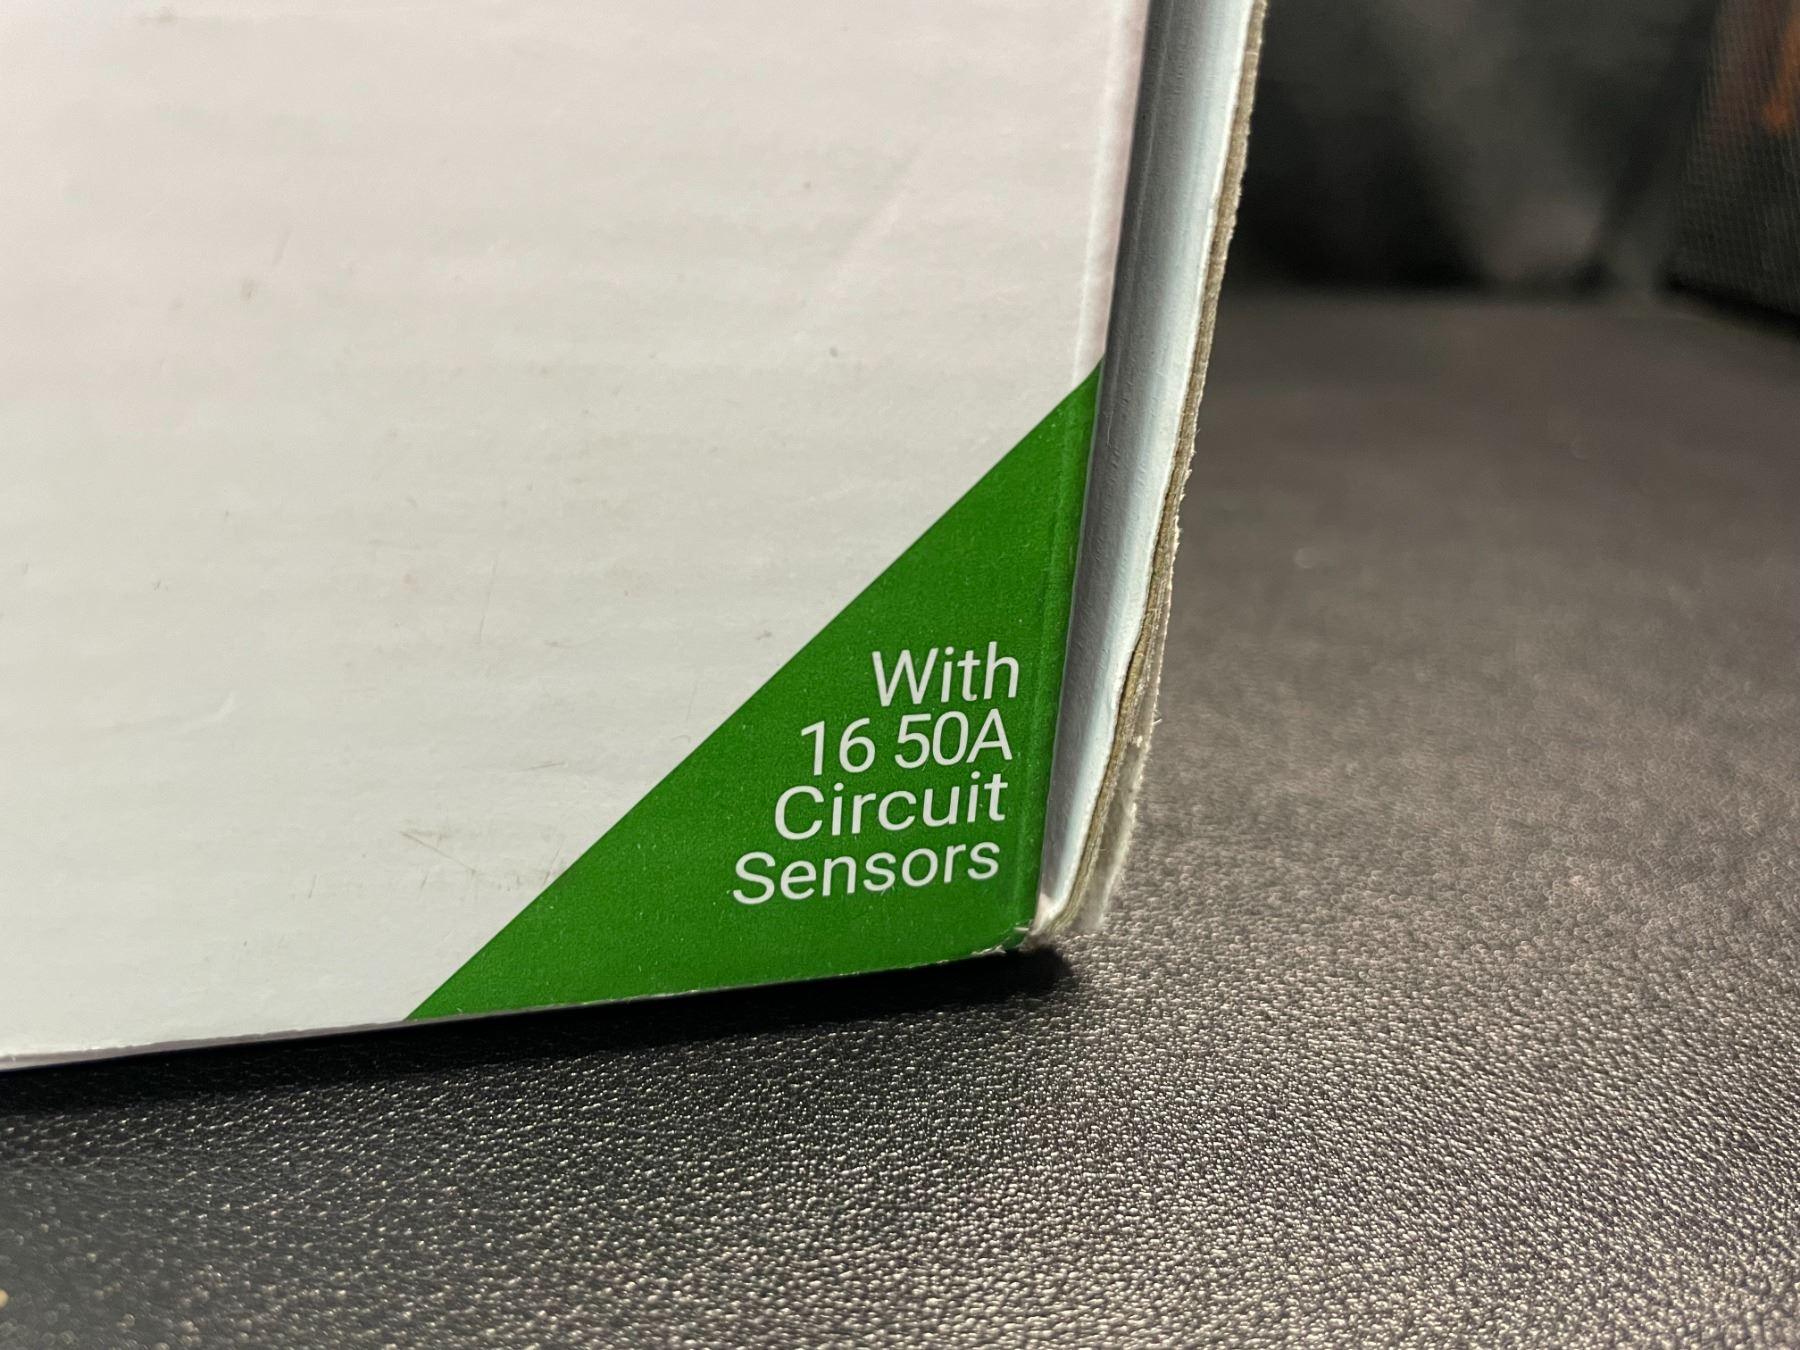 With
16 50A
Circuit
Sensors